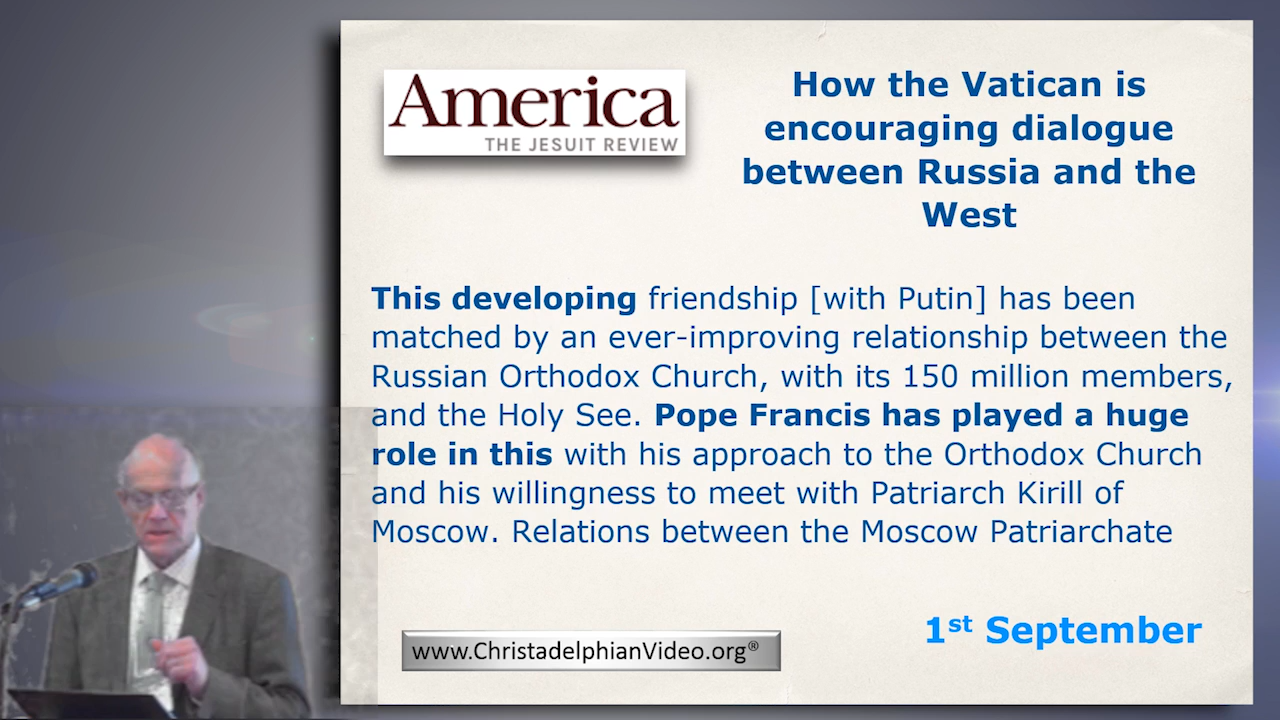 America
THE JESUIT REVIEW
How the Vatican is
encouraging dialogue
between Russia and the
West
This developing friendship [with Putin] has been
matched by an ever-improving relationship between the
Russian Orthodox Church, with its 150 million members,
and the Holy See. Pope Francis has played a huge
role in this with his approach to the Orthodox Church
and his willingness to meet with Patriarch Kirill of
Moscow. Relations between the Moscow Patriarchate
1st September
www.ChristadelphianVideo.org®